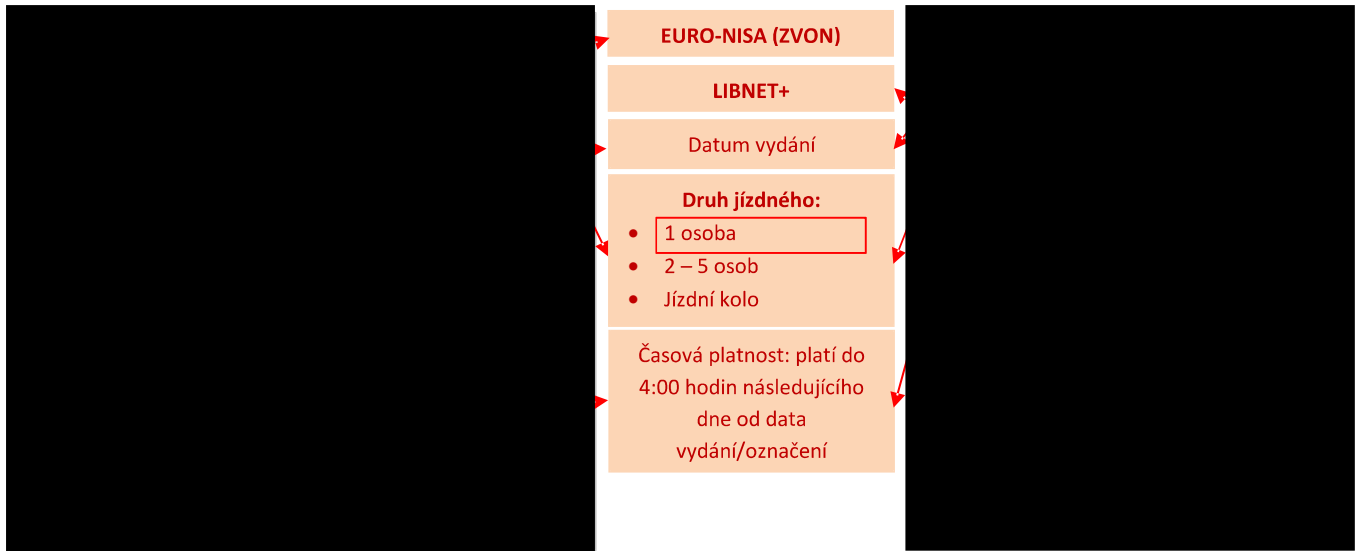 EURO-NISA (ZVON)
LIBNET+
Datum vydání
Druh jízdného:
• 1 osoba
• 2 – 5 osob
• Jízdní kolo
Časová platnost: platí do
4:00 hodin následujícího
dne od data
vydání/označení